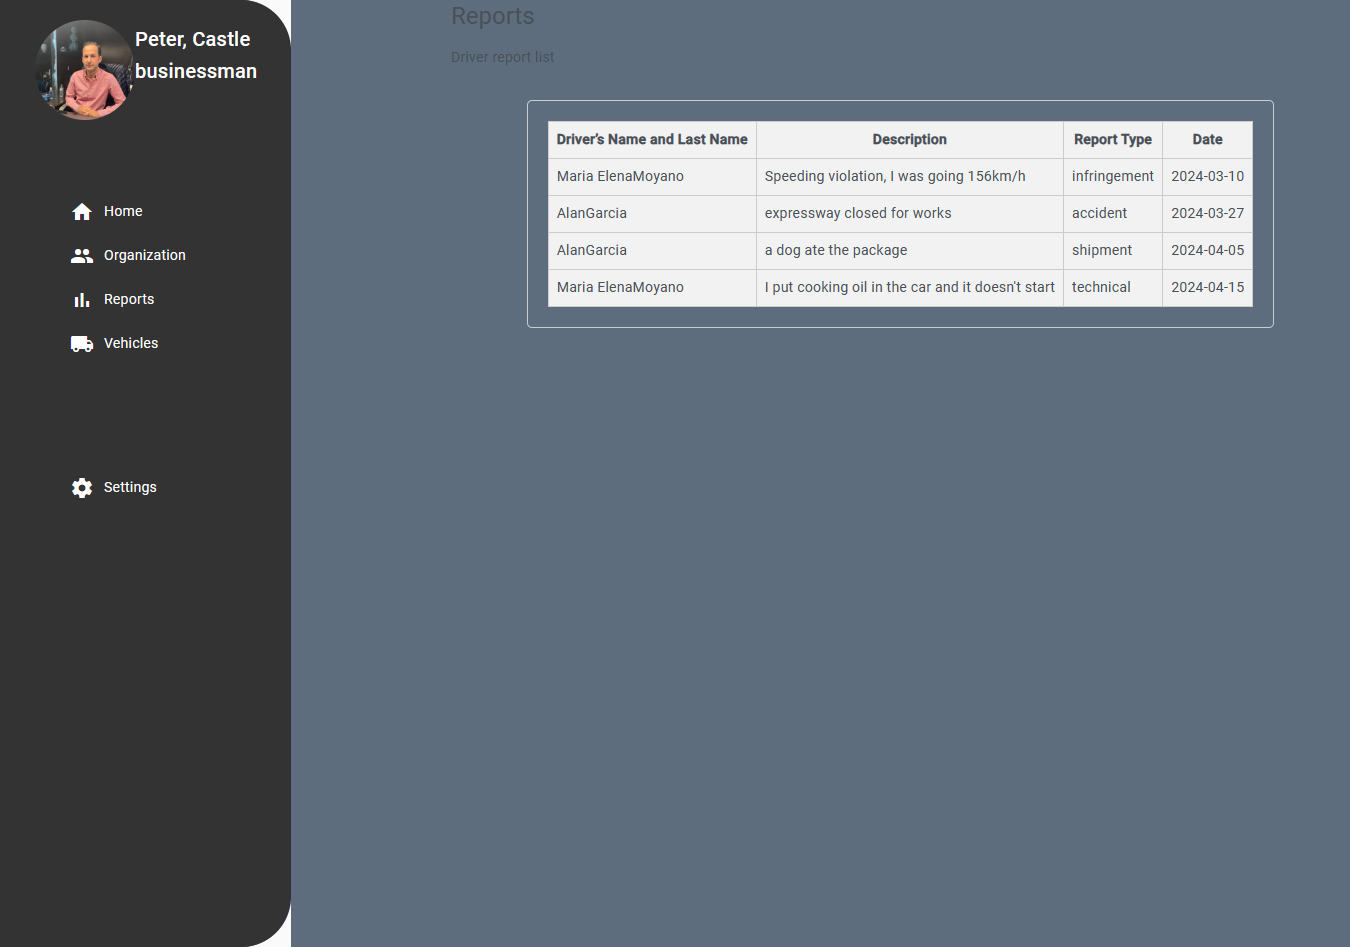 Peter, Castle
businessman
Home
Organization
Reports
Vehicles
Settings
Reports
Driver report list
Driver's Name and Last Name Description Report Type Date
Maria ElenaMoyano Speeding violation, I was going 156km/h infringement 2024-03-10
AlanGarcia expressway closed for works accident 2024-03-27
AlanGarcia a dog ate the package shipment 2024-04-05
Maria ElenaMoyano I put cooking oil in the car and it doesn't start technical 2024-04-15